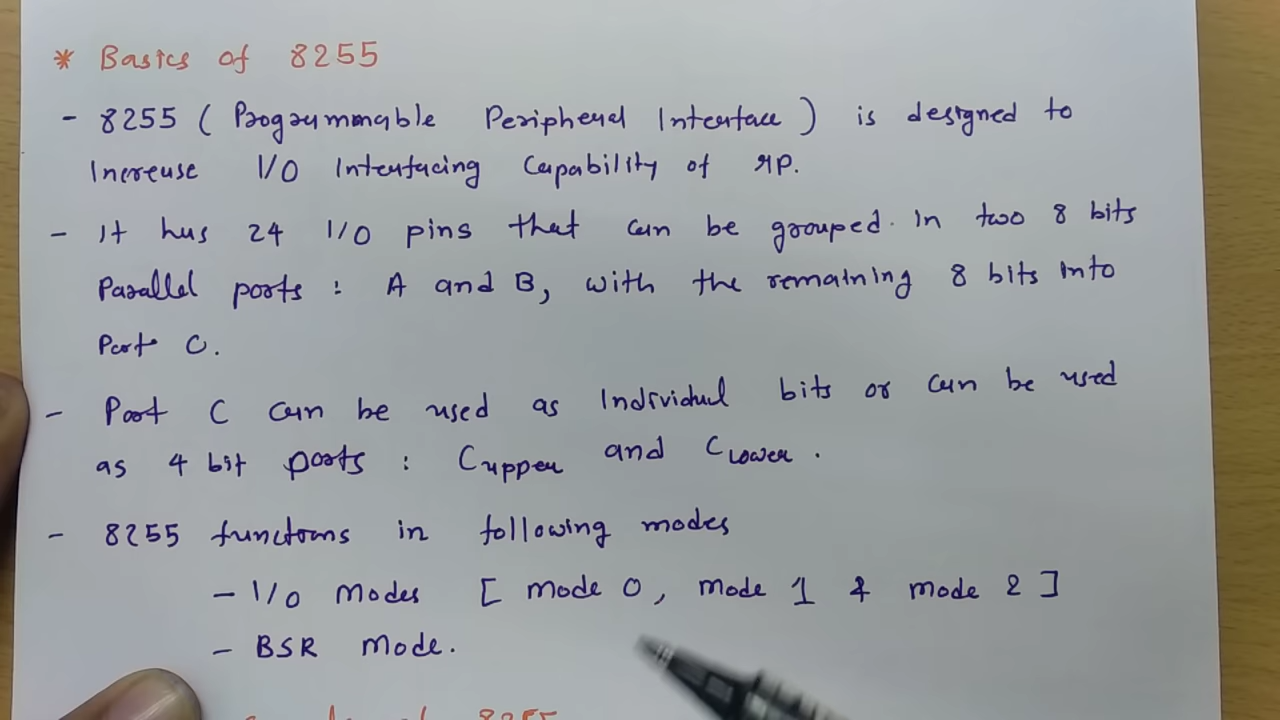 * Basics of 8255
- 8255 ( Programmable Peripheral Interface ) is designed to
Increase I/O Interfacing Capability of μP.
- It has 24 I/O pins that can be grouped in two 8 bits
Parallel ports : A and B, with the remaining 8 bits into
Port C.
- Port C can be used as Individual bits or can be used
as 4 bit ports : Cupper and CLower .
- 8255 functions in following modes
- I/O Modes [ mode 0, mode 1 & mode 2 ]
- BSR Mode.
8255